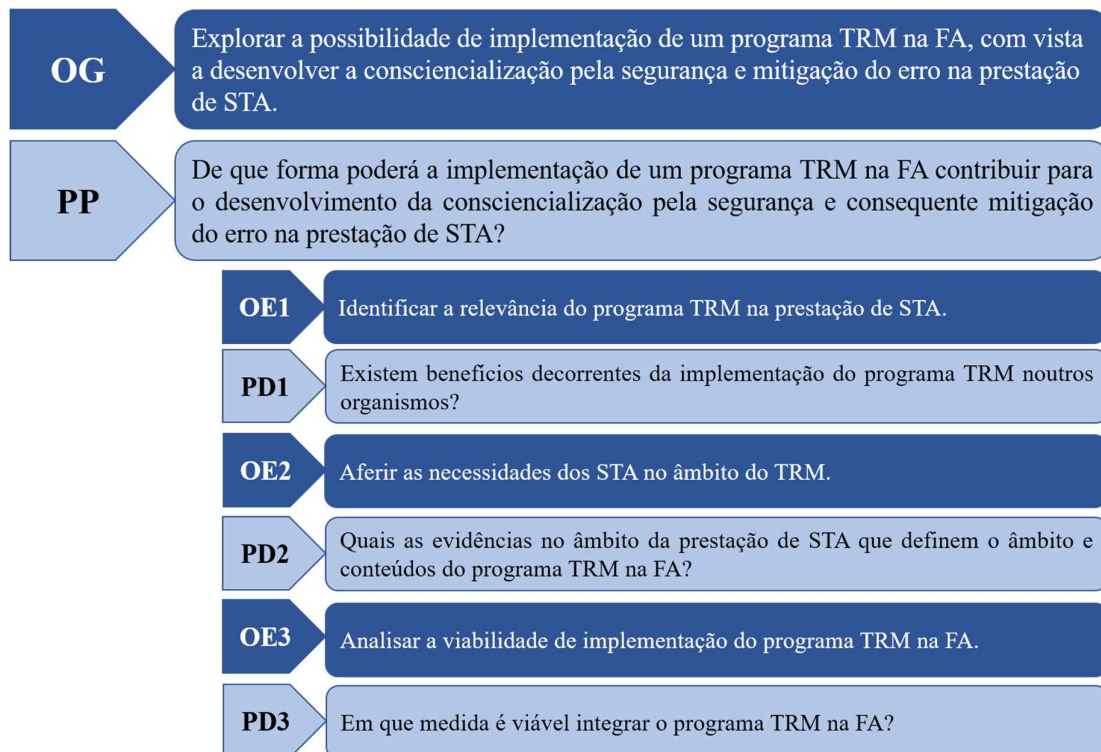 OG
Explorar a possibilidade de implementação de um programa TRM na FA, com vista
a desenvolver a consciencialização pela segurança e mitigação do erro na prestação
de STA.
PP
De que forma poderá a implementação de um programa TRM na FA contribuir para
o desenvolvimento da consciencialização pela segurança e consequente mitigação
do erro na prestação de STA?
OE1
Identificar a relevância do programa TRM na prestação de STA.
PD1
Existem benefícios decorrentes da implementação do programa TRM noutros
organismos?
OE2
Aferir as necessidades dos STA no âmbito do TRM.
PD2
Quais as evidências no âmbito da prestação de STA que definem o âmbito e
conteúdos do programa TRM na FA?
OE3
Analisar a viabilidade de implementação do programa TRM na FA.
PD3
Em que medida é viável integrar o programa TRM na FA?